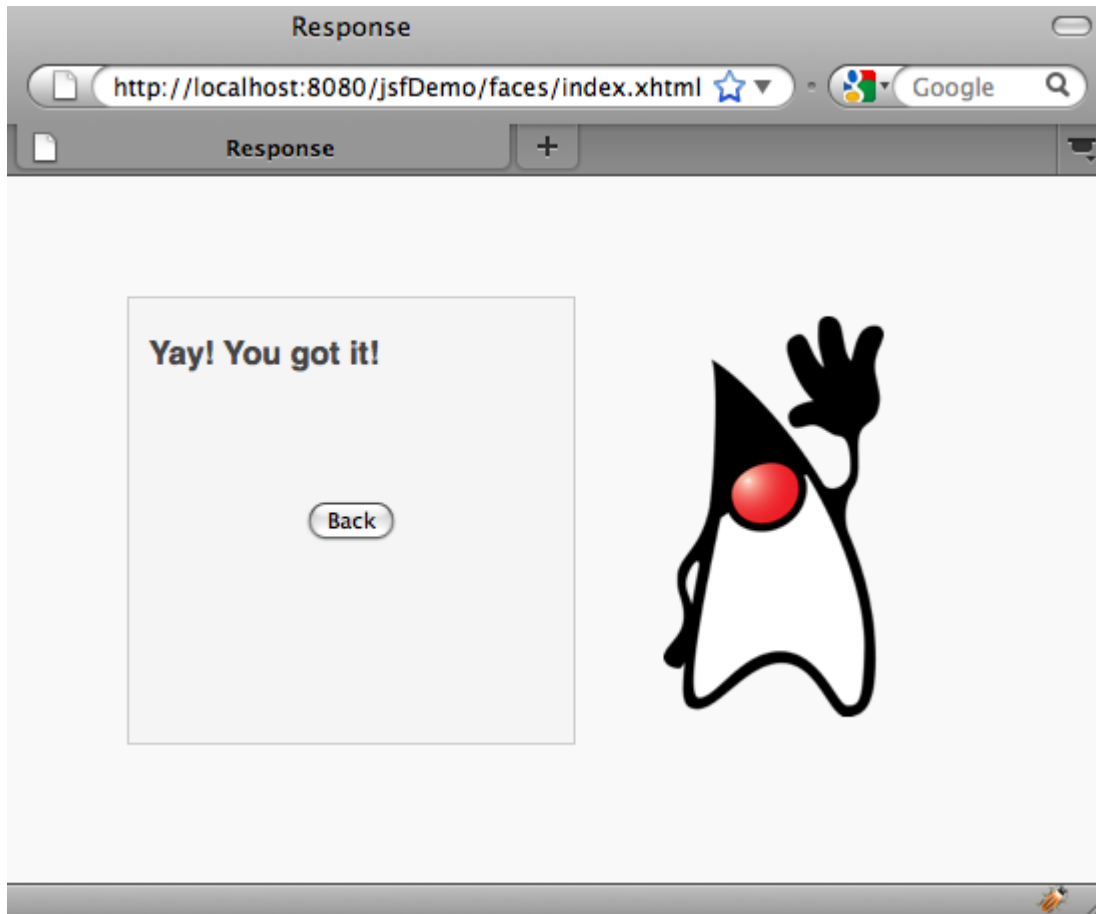 Response
http://localhost:8080/jsfDemo/faces/index.xhtml
Google
Response
Yay! You got it!
Back